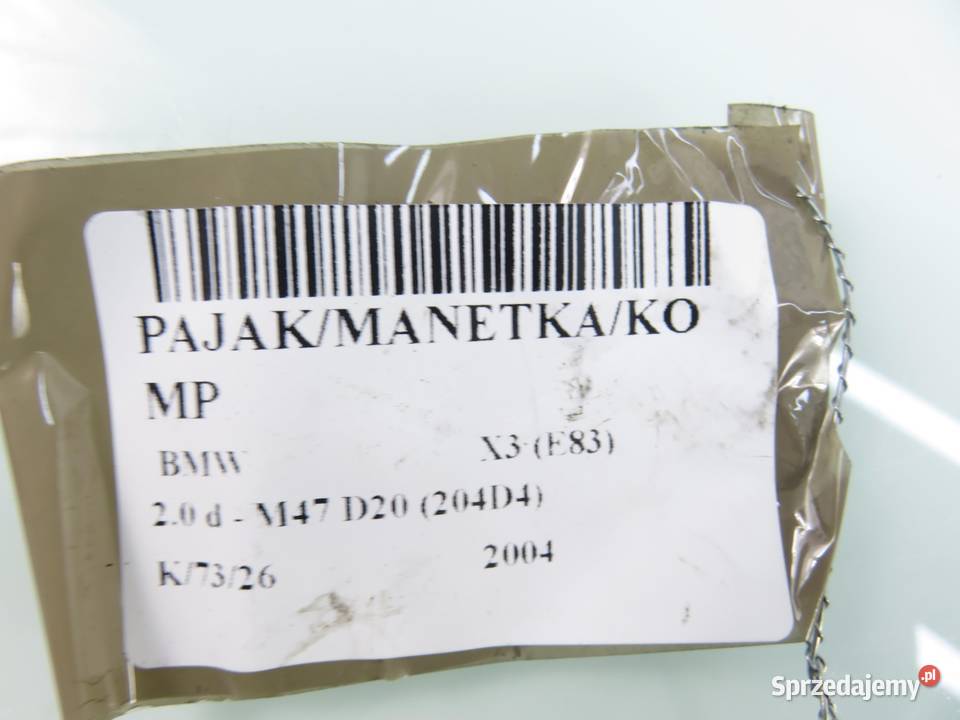 PAJAK/MANETKA/KO
MP
BMW X3 (E83)
2.0 d - M47 D20 (204D4)
K/73/26 2004
Sprzedajemy.pl